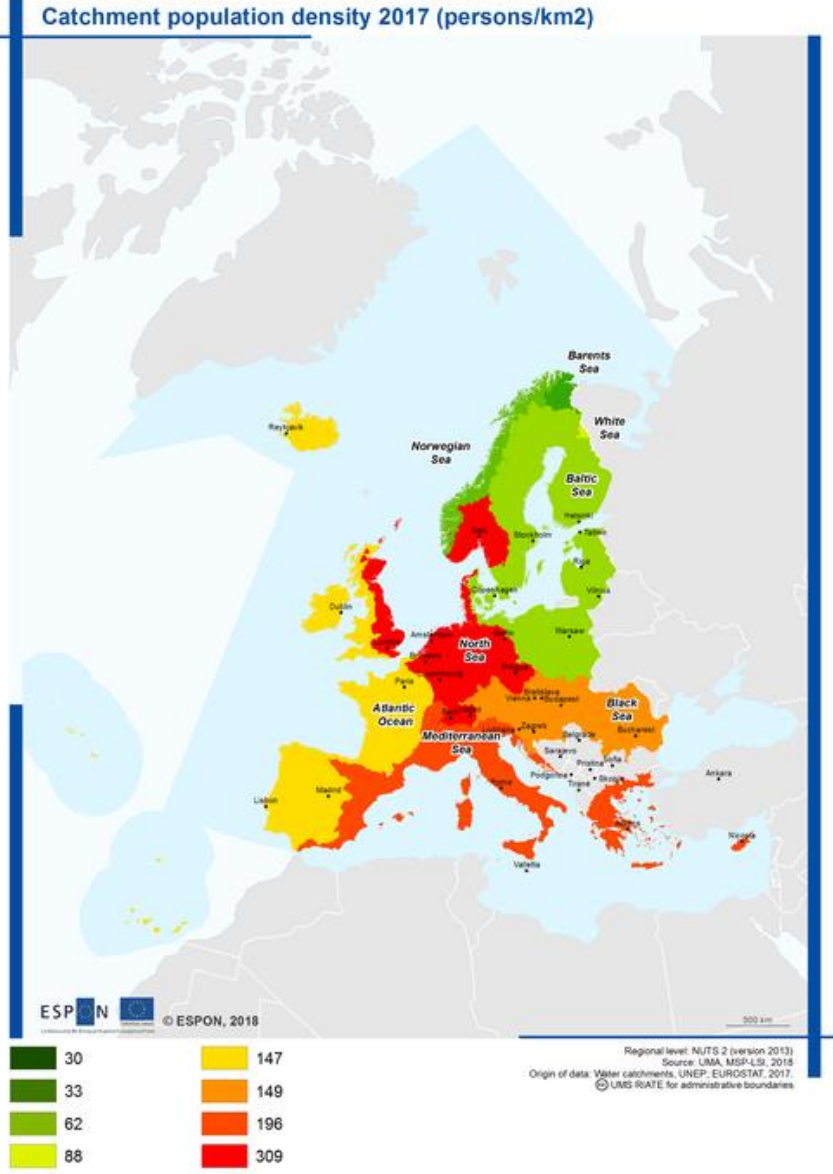 Catchment population density 2017 (persons/km2)
Barents
Sea
White
Sea
Reykjavik
Norwegian
Sea
Baltic
Sea
Helsinki
Tallinn
Stockholm
Riga
Copenhagen
Vilnius
Dublin
Amsterdam
Warsaw
North
Sea
Paris
Bratislava
Vienna
Budapest
Black
Sea
Bucharest
Atlantic
Ocean
Zagreb
Belgrade
Mediterranean
Sea
Sarajevo
Sofia
Pristina
Podgorica
Skopje
Tirana
Ankara
Madrid
Lisbon
Rome
Athens
Nicosia
Valletta
ESPON
© ESPON, 2018
500 km
Regional level: NUTS 2 (version 2013)
Source: UMA, MSP-LSI, 2018
Origin of data: Water catchments, UNEP; EUROSTAT, 2017.
UMS RIATE for administrative boundaries
30
33
62
88
147
149
196
309